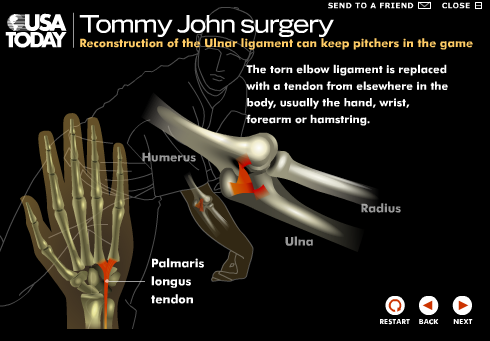 SEND TO A FRIEND CLOSE
USA
TODAY
Tommy John surgery
Reconstruction of the Ulnar ligament can keep pitchers in the game
The torn elbow ligament is replaced
with a tendon from elsewhere in the
body, usually the hand, wrist,
forearm or hamstring.
Humerus
Radius
Ulna
Palmaris
longus
tendon
RESTART BACK NEXT